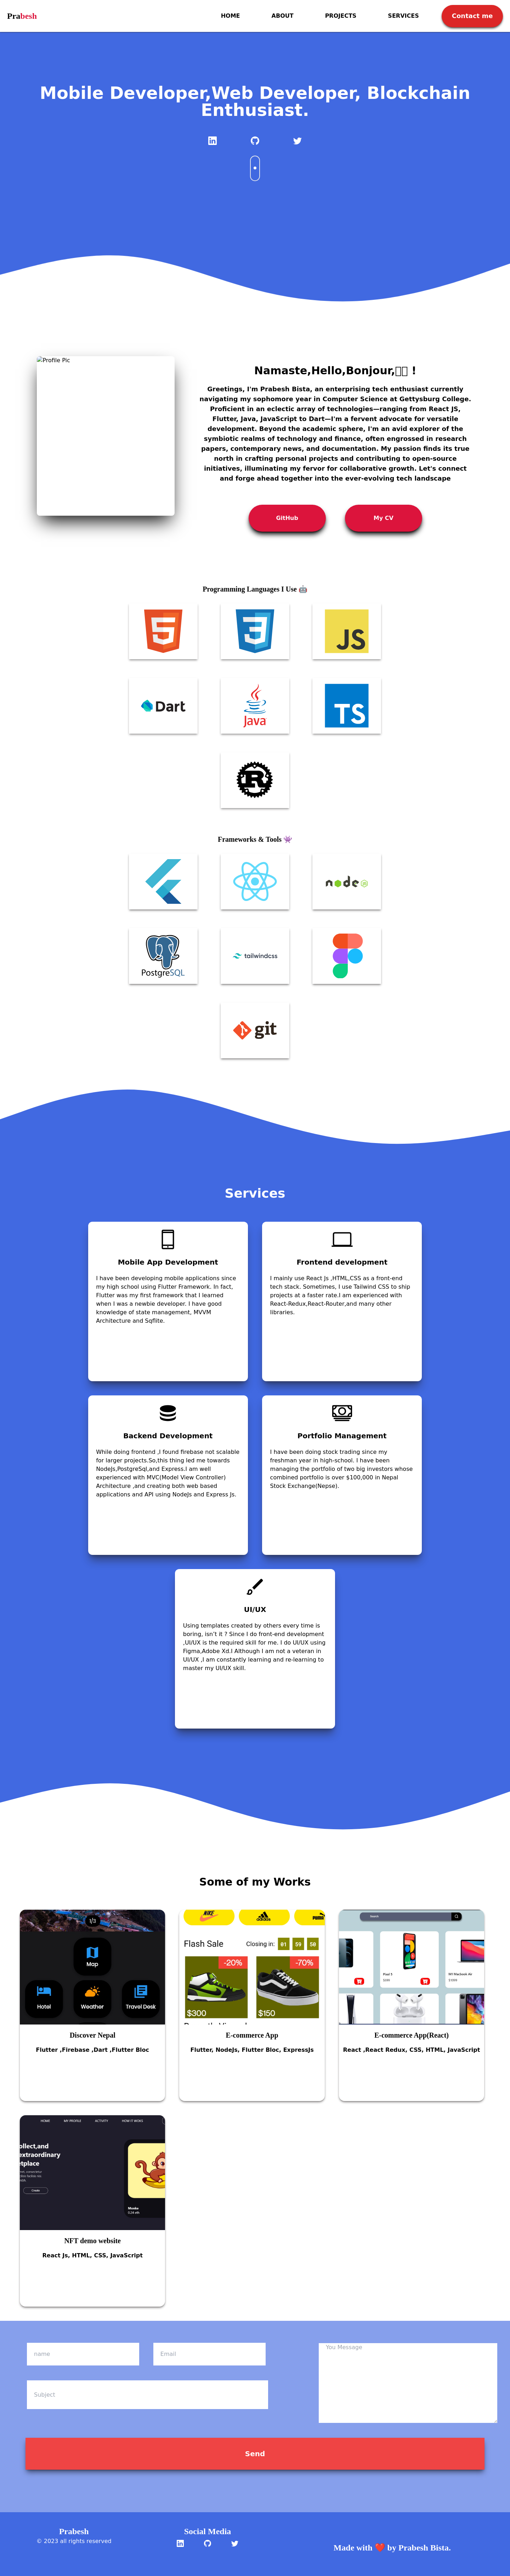 Prabesh
HOME
ABOUT
PROJECTS
SERVICES
Contact me
Mobile Developer,Web Developer, Blockchain
Enthusiast.
Profile Pic
Namaste,Hello,Bonjour, !
Greetings, I'm Prabesh Bista, an enterprising tech enthusiast currently
navigating my sophomore year in Computer Science at Gettysburg College.
Proficient in an eclectic array of technologies—ranging from React JS,
Flutter, Java, JavaScript to Dart—I'm a fervent advocate for versatile
development. Beyond the academic sphere, I'm an avid explorer of the
symbiotic realms of technology and finance, often engrossed in research
papers, contemporary news, and documentation. My passion finds its true
north in crafting personal projects and contributing to open-source
initiatives, illuminating my fervor for collaborative growth. Let's connect
and forge ahead together into the ever-evolving tech landscape
GitHub
My CV
Programming Languages I Use 🤖
5
3
JS
Dart
Java
TS
R
Frameworks & Tools 👾
node
JS
PostgreSQL
tailwindcss
git
Services
Mobile App Development
I have been developing mobile applications since
my high school using Flutter Framework. In fact,
Flutter was my first framework that I learned
when I was a newbie developer. I have good
knowledge of state management, MVVM
Architecture and Sqflite.
Frontend development
I mainly use React Js ,HTML,CSS as a front-end
tech stack. Sometimes, I use Tailwind CSS to ship
projects at a faster rate.I am experienced with
React-Redux,React-Router,and many other
libraries.
Backend Development
While doing frontend ,I found firebase not scalable
for larger projects.So,this thing led me towards
NodeJs,PostgreSql,and Express.I am well
experienced with MVC(Model View Controller)
Architecture ,and creating both web based
applications and API using NodeJs and Express Js.
Portfolio Management
I have been doing stock trading since my
freshman year in high-school. I have been
managing the portfolio of two big investors whose
combined portfolio is over $100,000 in Nepal
Stock Exchange(Nepse).
UI/UX
Using templates created by others every time is
boring, isn't it ? Since I do front-end development
,UI/UX is the required skill for me. I do UI/UX using
Figma,Adobe Xd.I Although I am not a veteran in
UI/UX ,I am constantly learning and re-learning to
master my UI/UX skill.
Some of my Works
1/3
Map
Hotel
Weather
Travel Desk
Discover Nepal
Flutter ,Firebase ,Dart ,Flutter Bloc
NIKE
adidas
PUMA
Flash Sale
Closing in:
01
59
58
-20%
-70%
$300
$150
E-commerce App
Flutter, NodeJs, Flutter Bloc, ExpressJs
Search
E-commerce App(React)
React ,React Redux, CSS, HTML, JavaScript
HOME
MY PROFILE
ACTIVITY
HOW IT WORKS
ollect,and
extraordinary
etplace
Create
NFT demo website
React Js, HTML, CSS, JavaScript
name
Email
You Message
Subject
Send
Prabesh
© 2023 all rights reserved
Social Media
Made with ❤️ by Prabesh Bista.